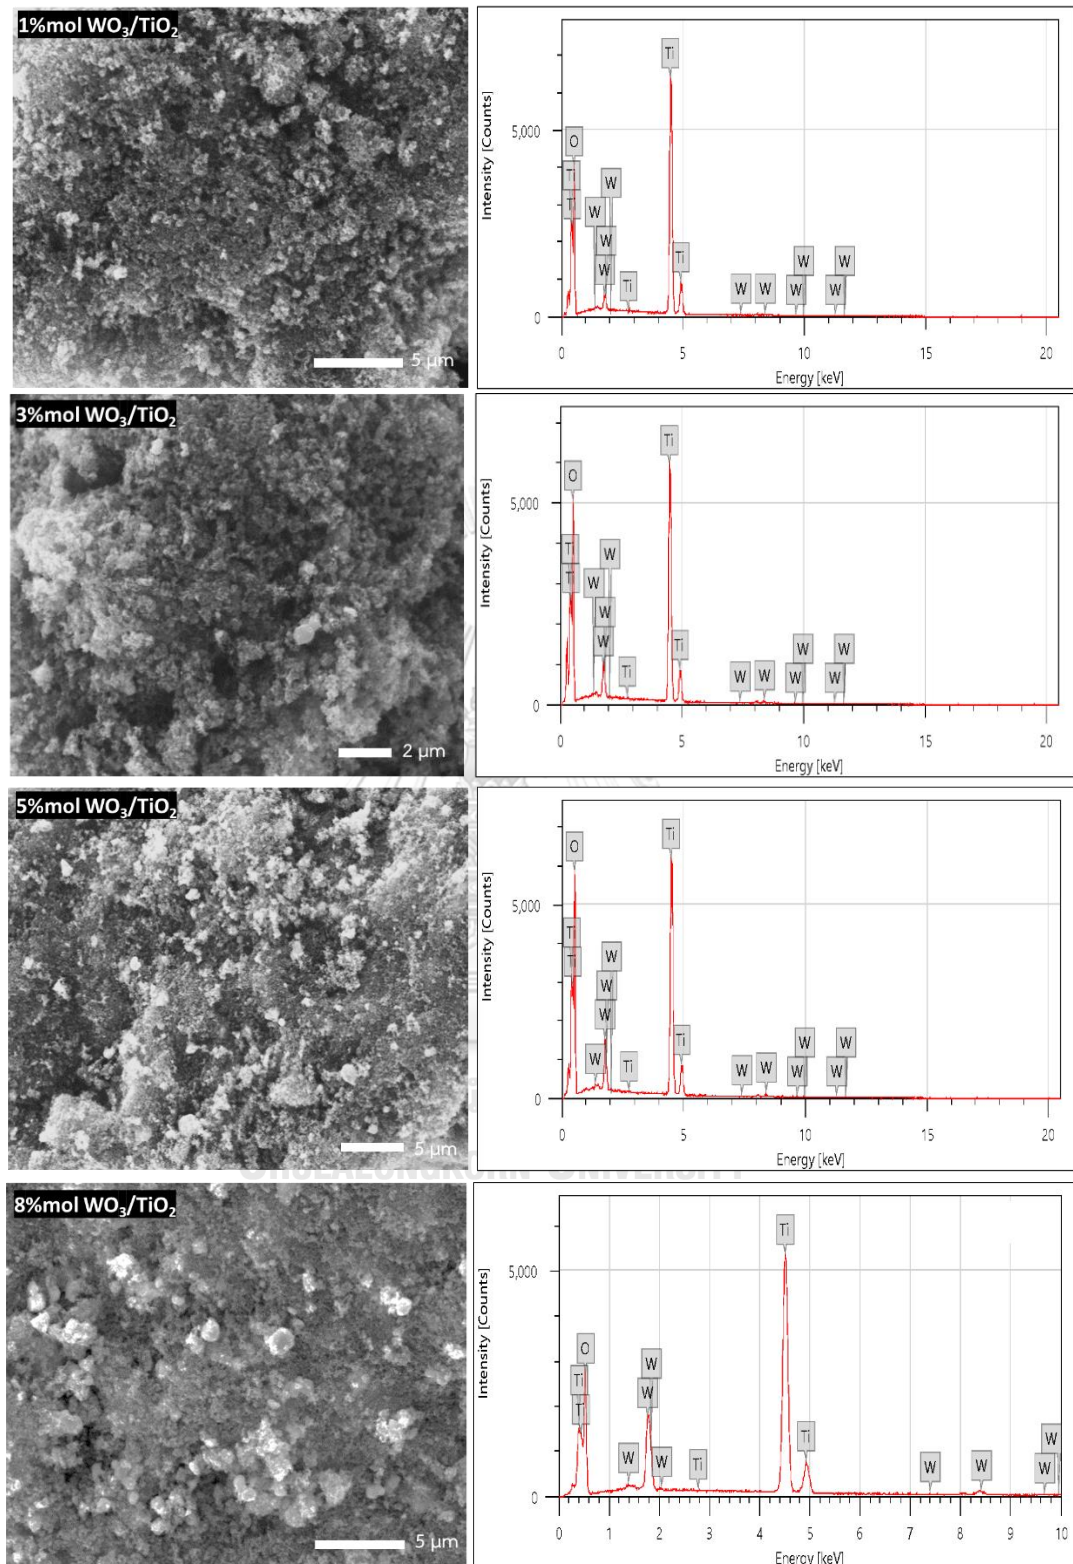 1%mol WO₃/TiO₂
5 µm
Intensity [Counts]
5,000
0
Ti
O
Ti
Ti
W
W
W
W
Ti
Ti
W
W
W
W
W
W
0 5 10 15 20
Energy [keV]
3%mol WO₃/TiO₂
2 µm
Intensity [Counts]
5,000
0
Ti
O
Ti
Ti
W
W
W
W
Ti
Ti
W
W
W
W
W
W
0 5 10 15 20
Energy [keV]
5%mol WO₃/TiO₂
5 µm
Intensity [Counts]
5,000
0
Ti
O
Ti
Ti
W
W
W
W
Ti
Ti
W
W
W
W
W
W
0 5 10 15 20
Energy [keV]
CHULALONGKORN UNIVERSITY
8%mol WO₃/TiO₂
5 µm
Intensity [Counts]
5,000
0
Ti
O
Ti
Ti
W
W
W
W
Ti
Ti
W
W
W
W
0 1 2 3 4 5 6 7 8 9 10
Energy [keV]